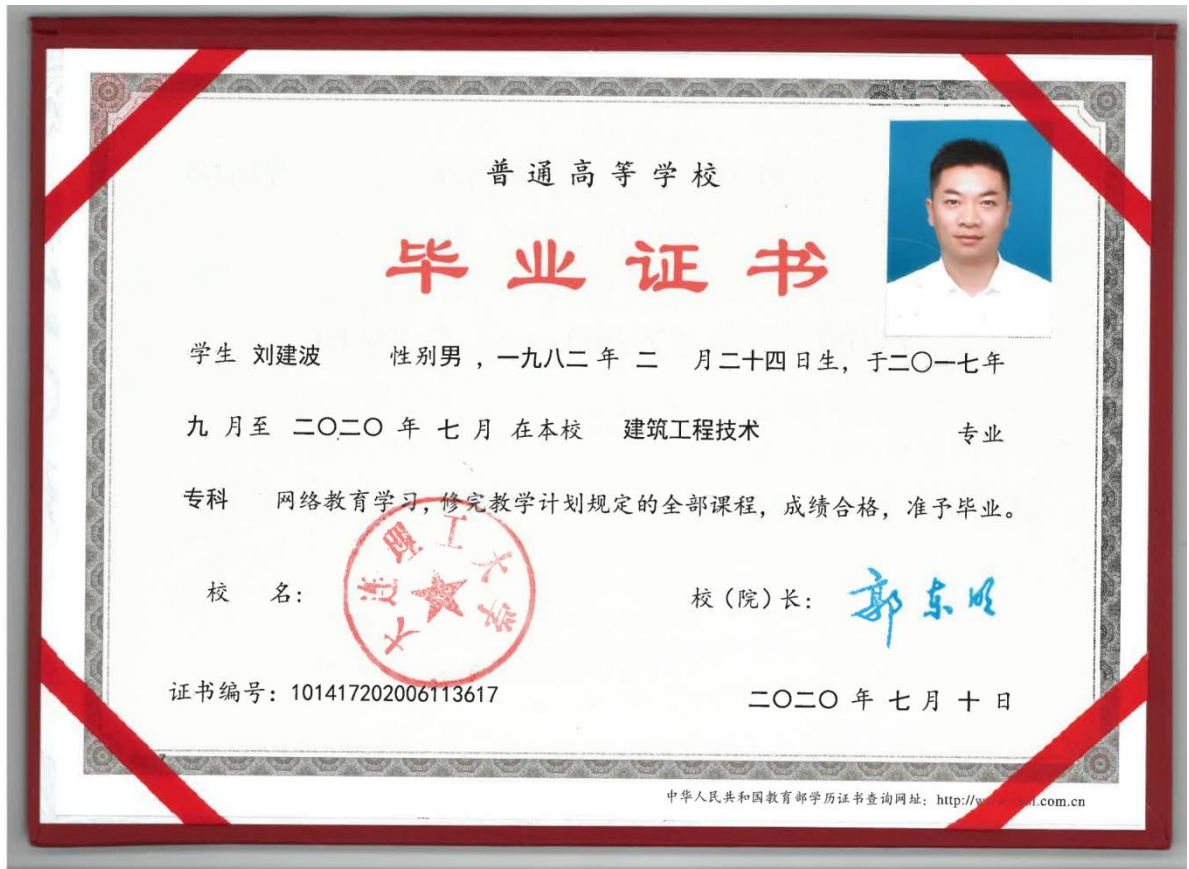 普通高等学校
毕业证书
学生 刘建波 性别男，一九八二年 二 月二十四日生，于二〇一七年
九 月至 二〇二〇 年 七 月 在本校 建筑工程技术 专业
专科 网络教育学习，修完教学计划规定的全部课程，成绩合格，准予毕业。
校 名：
大连理工大学
校（院）长： 郭东明
证书编号：101417202006113617
二〇二〇 年 七 月 十 日
中华人民共和国教育部学历证书查询网址：http://w .com.cn